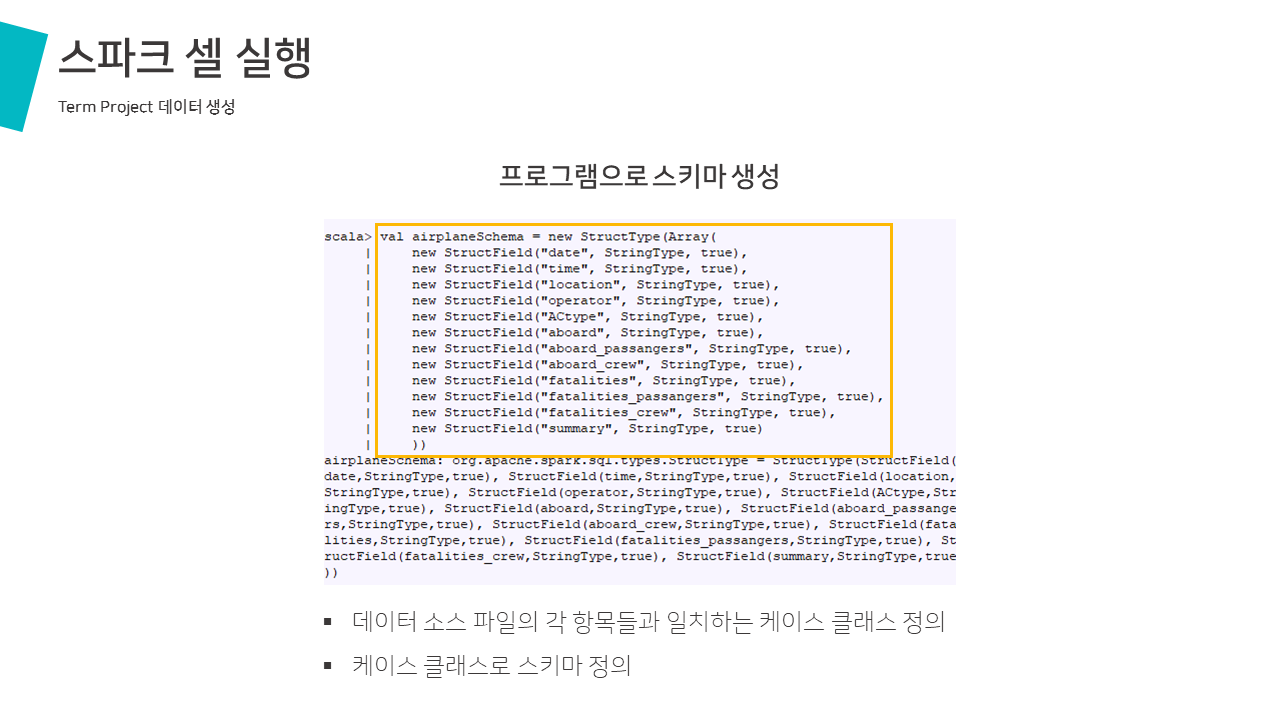 스파크 셸 실행
Term Project 데이터 생성
프로그램으로 스키마 생성
scala> val airplaneSchema = new StructType(Array(
| new StructField("date", StringType, true),
| new StructField("time", StringType, true),
| new StructField("location", StringType, true),
| new StructField("operator", StringType, true),
| new StructField("ACtype", StringType, true),
| new StructField("aboard", StringType, true),
| new StructField("aboard_passangers", StringType, true),
| new StructField("aboard_crew", StringType, true),
| new StructField("fatalities", StringType, true),
| new StructField("fatalities_passangers", StringType, true),
| new StructField("fatalities_crew", StringType, true),
| new StructField("summary", StringType, true)
| ))
airplaneSchema: org.apache.spark.sql.types.StructType = StructType(StructField(
date,StringType,true), StructField(time,StringType,true), StructField(location,
StringType,true), StructField(operator,StringType,true), StructField(ACtype,Str
ingType,true), StructField(aboard,StringType,true), StructField(aboard_passange
rs,StringType,true), StructField(aboard_crew,StringType,true), StructField(fata
lities,StringType,true), StructField(fatalities_passangers,StringType,true), St
ructField(fatalities_crew,StringType,true), StructField(summary,StringType,true
))
▪ 데이터 소스 파일의 각 항목들과 일치하는 케이스 클래스 정의
▪ 케이스 클래스로 스키마 정의